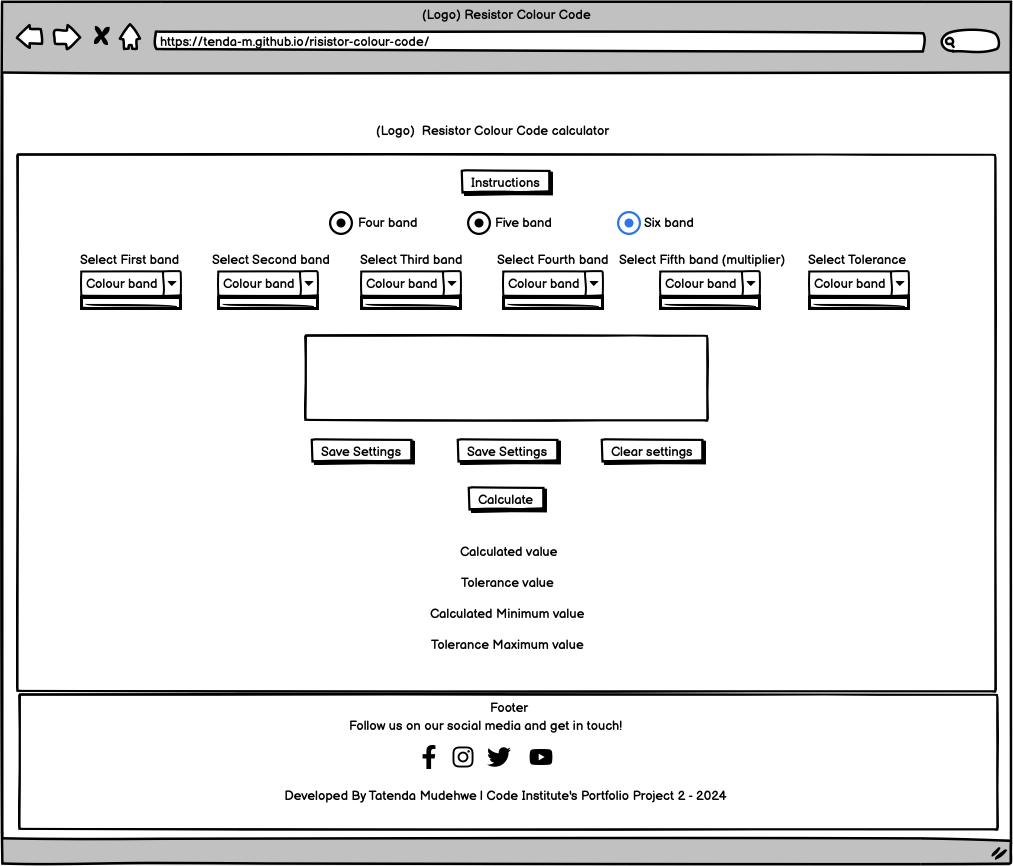 (Logo) Resistor Colour Code
https://tenda-m.github.io/risistor-colour-code/
(Logo) Resistor Colour Code calculator
Instructions
Four band Five band Six band
Select First band Select Second band Select Third band Select Fourth band Select Fifth band (multiplier) Select Tolerance
Colour band Colour band Colour band Colour band Colour band Colour band
Save Settings Save Settings Clear settings
Calculate
Calculated value
Tolerance value
Calculated Minimum value
Tolerance Maximum value
Footer
Follow us on our social media and get in touch!
Developed By Tatenda Mudehwe | Code Institute's Portfolio Project 2 - 2024